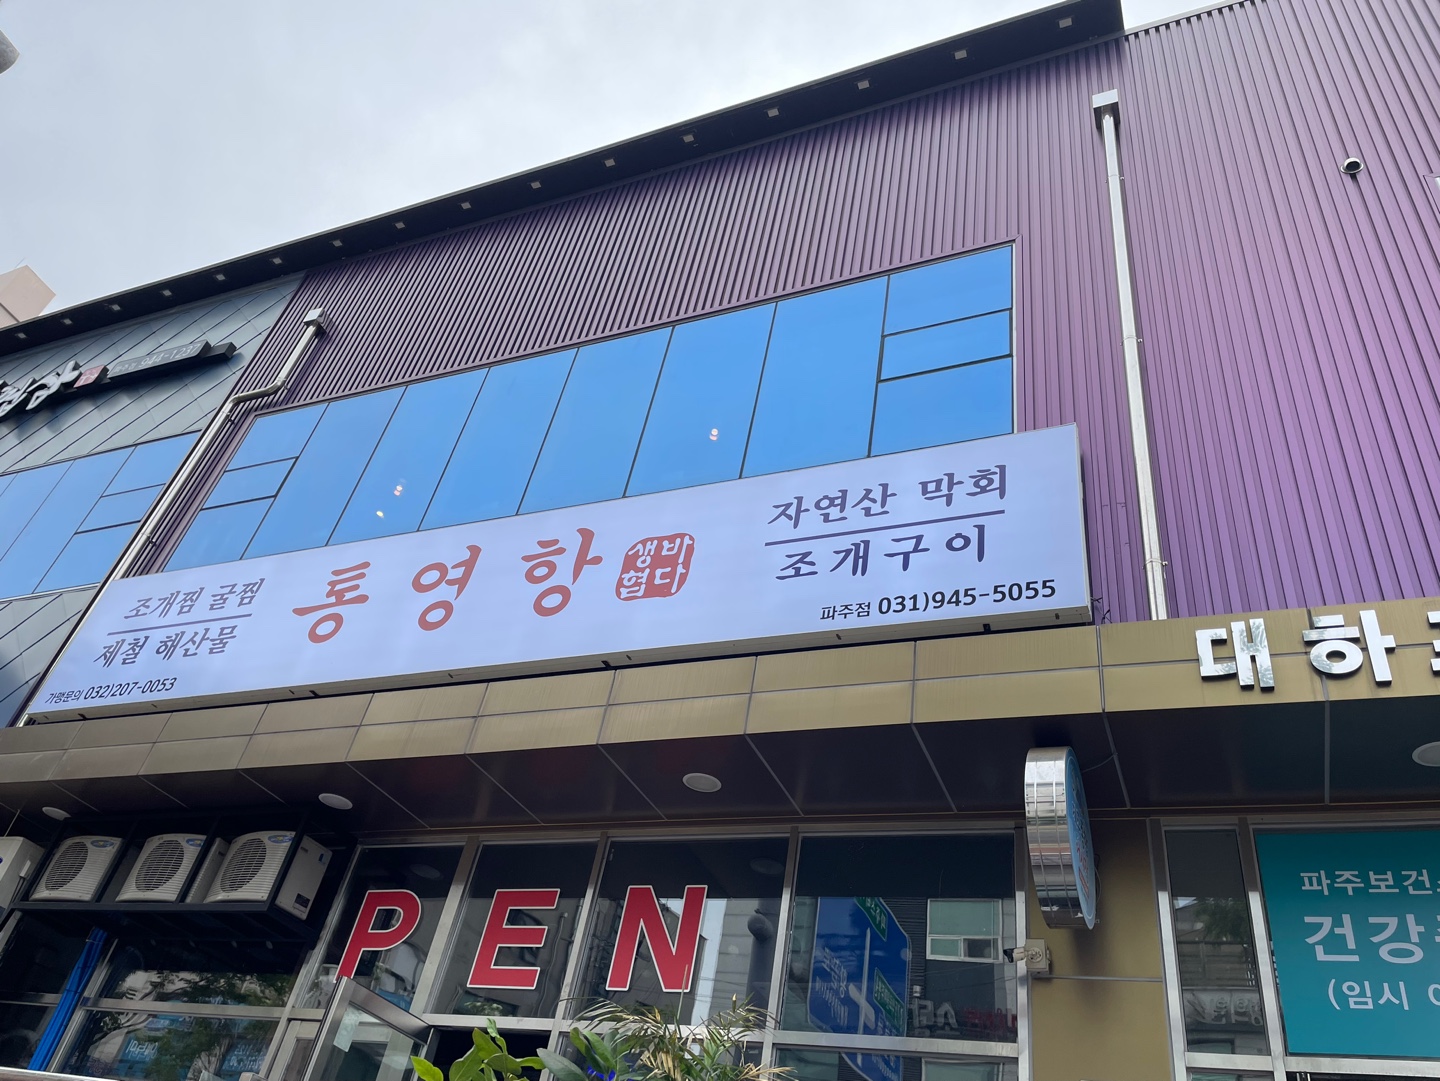 944-1237
조개찜 굴찜
제철 해산물
가맹문의 032)207-0053
통영항
생바
협다
자연산 막회
조개구이
파주점 031)945-5055
대하
PEN
파주보건
건강
(임시